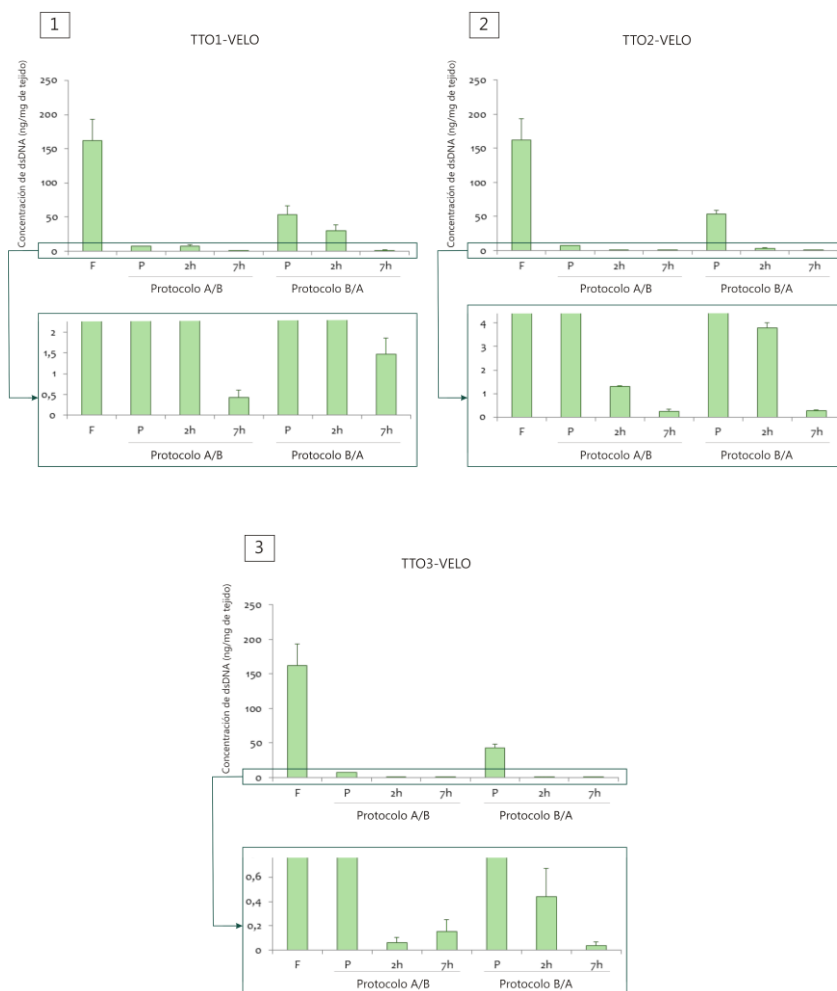 1
TTO1-VELO
Concentración de dsDNA (ng/mg de tejido)
250
200
150
100
50
0
F P 2h 7h P 2h 7h
Protocolo A/B Protocolo B/A
2
1,5
1
0,5
0
F P 2h 7h P 2h 7h
Protocolo A/B Protocolo B/A
2
TTO2-VELO
Concentración de dsDNA (ng/mg de tejido)
250
200
150
100
50
0
F P 2h 7h P 2h 7h
Protocolo A/B Protocolo B/A
4
3
2
1
0
F P 2h 7h P 2h 7h
Protocolo A/B Protocolo B/A
3
TTO3-VELO
Concentración de dsDNA (ng/mg de tejido)
250
200
150
100
50
0
F P 2h 7h P 2h 7h
Protocolo A/B Protocolo B/A
0,6
0,4
0,2
0
F P 2h 7h P 2h 7h
Protocolo A/B Protocolo B/A